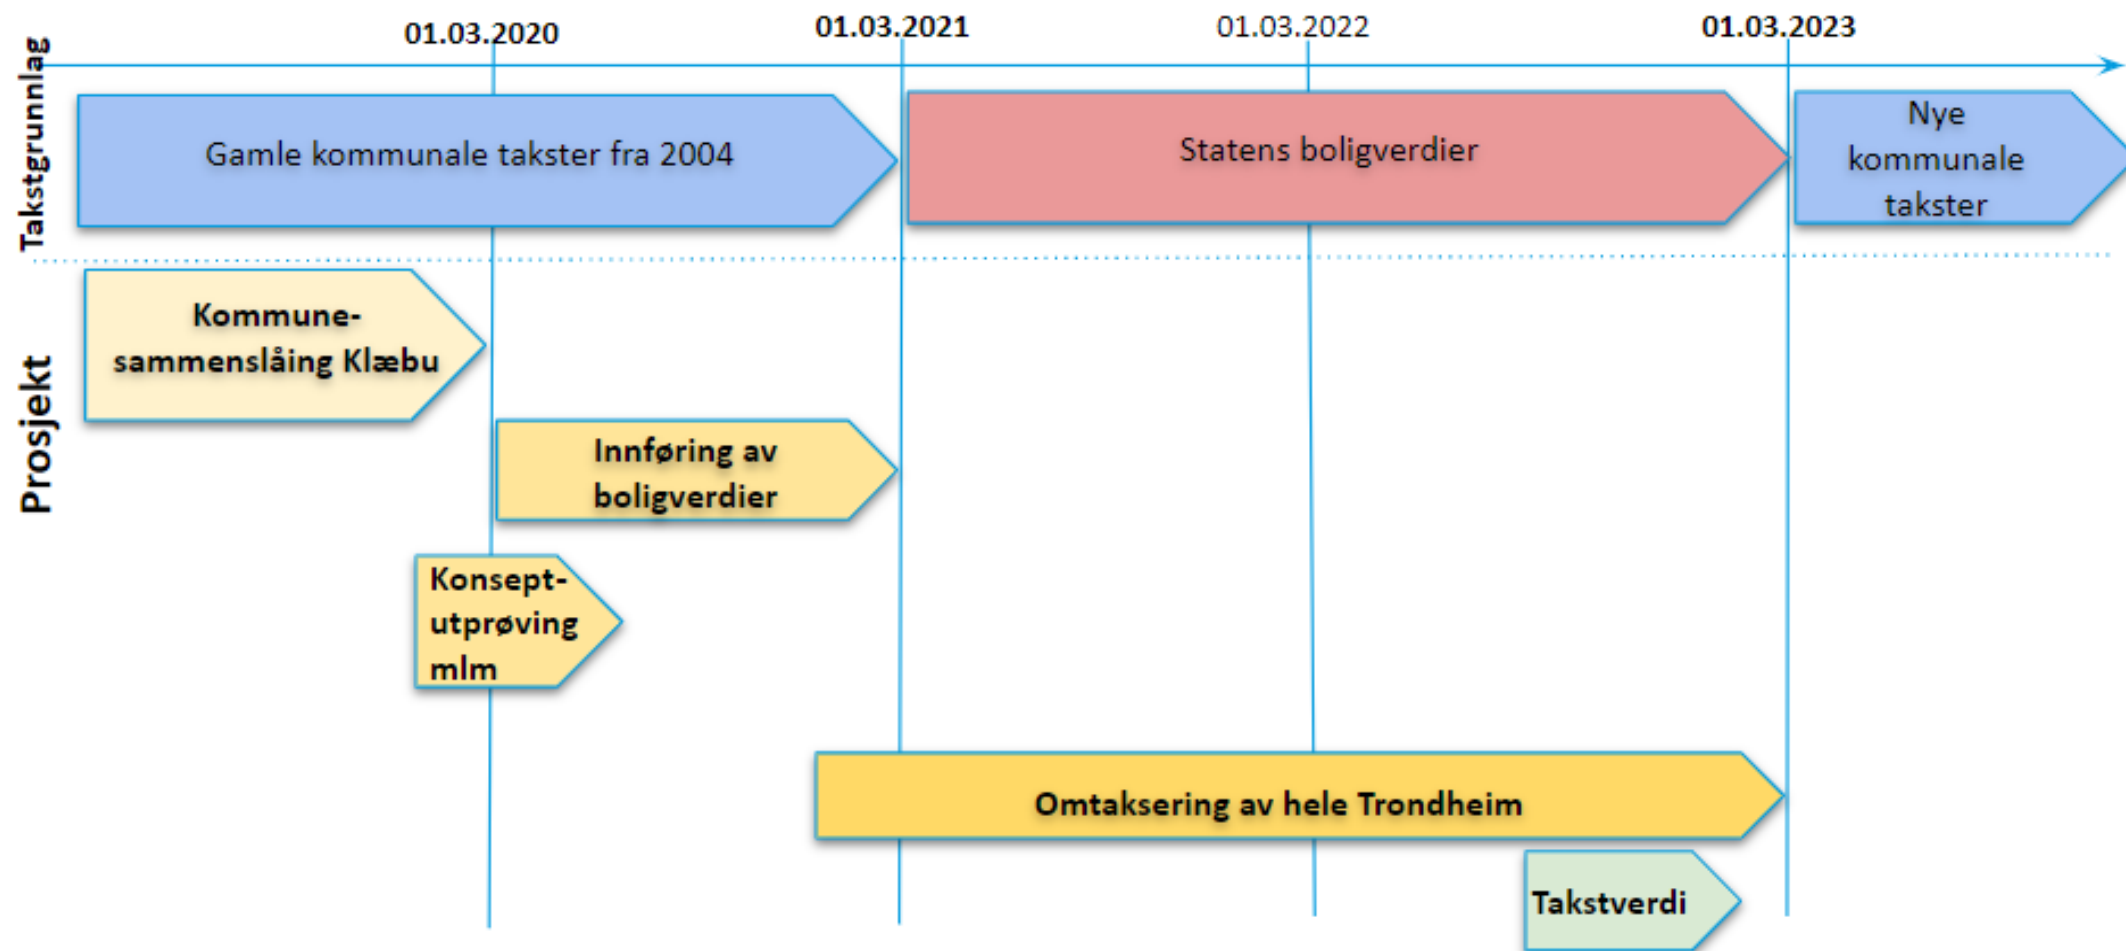 01.03.2020
01.03.2021
01.03.2022
01.03.2023
Takstgrunnlag
Gamle kommunale takster fra 2004
Statens boligverdier
Nye
kommunale
takster
Prosjekt
Kommune-
sammenslåing Klæbu
Innføring av
boligverdier
Konsept-
utprøving
mlm
Omtaksering av hele Trondheim
Takstverdi